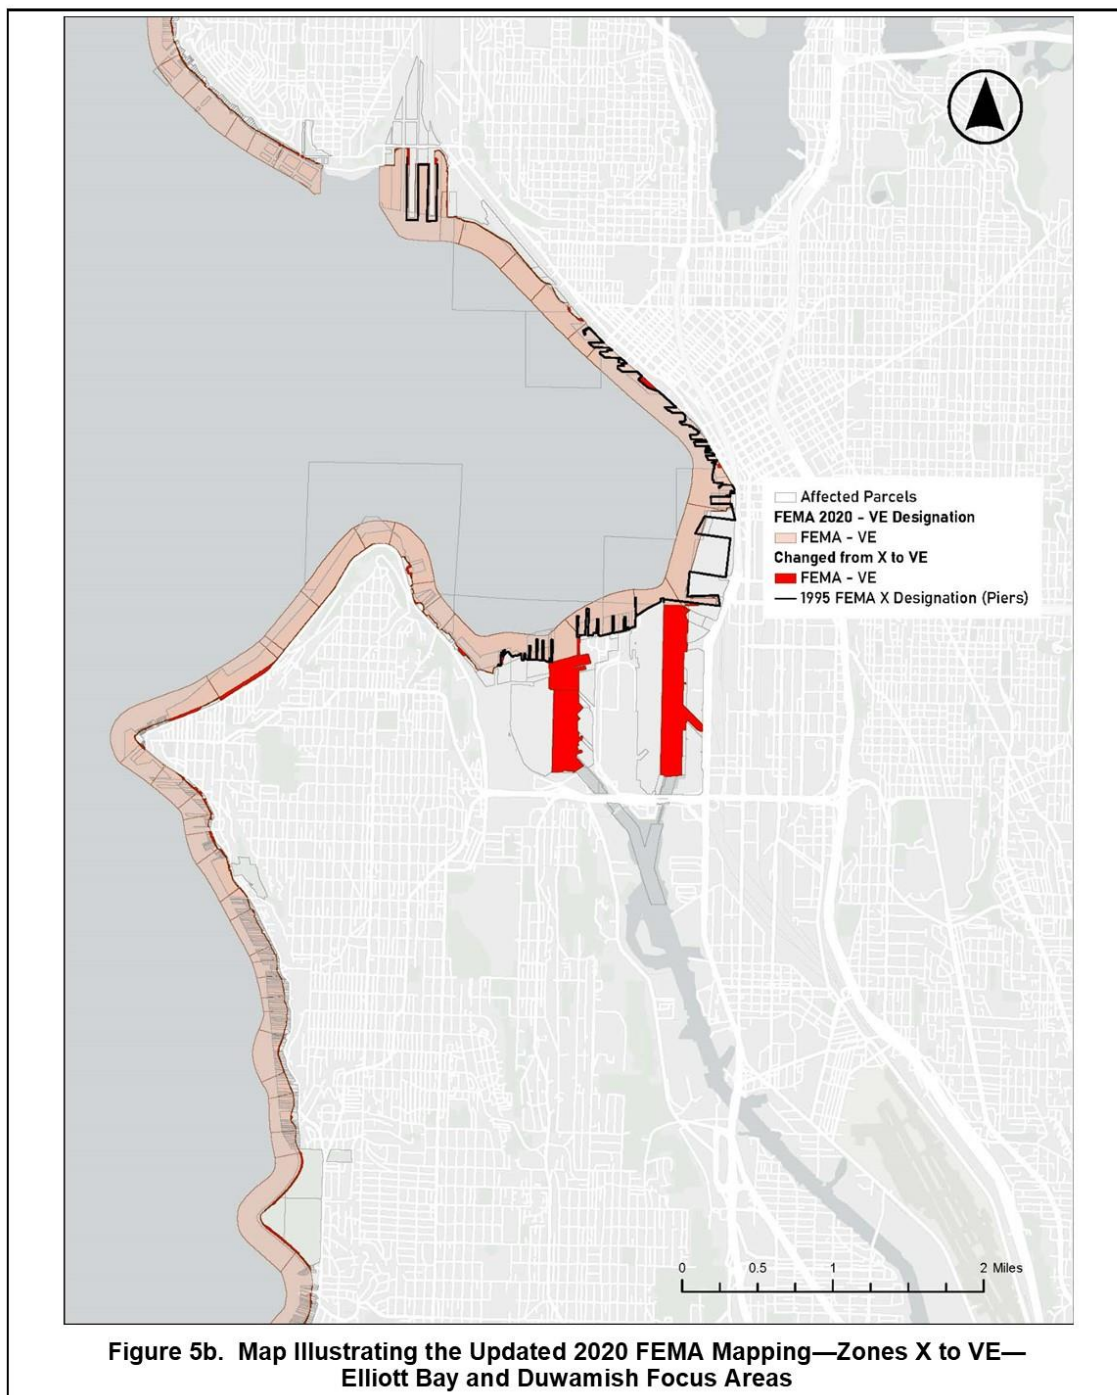 Affected Parcels
FEMA 2020 - VE Designation
FEMA - VE
Changed from X to VE
FEMA - VE
1995 FEMA X Designation (Piers)
0 0.5 1 2 Miles
Figure 5b. Map Illustrating the Updated 2020 FEMA Mapping—Zones X to VE—
Elliott Bay and Duwamish Focus Areas